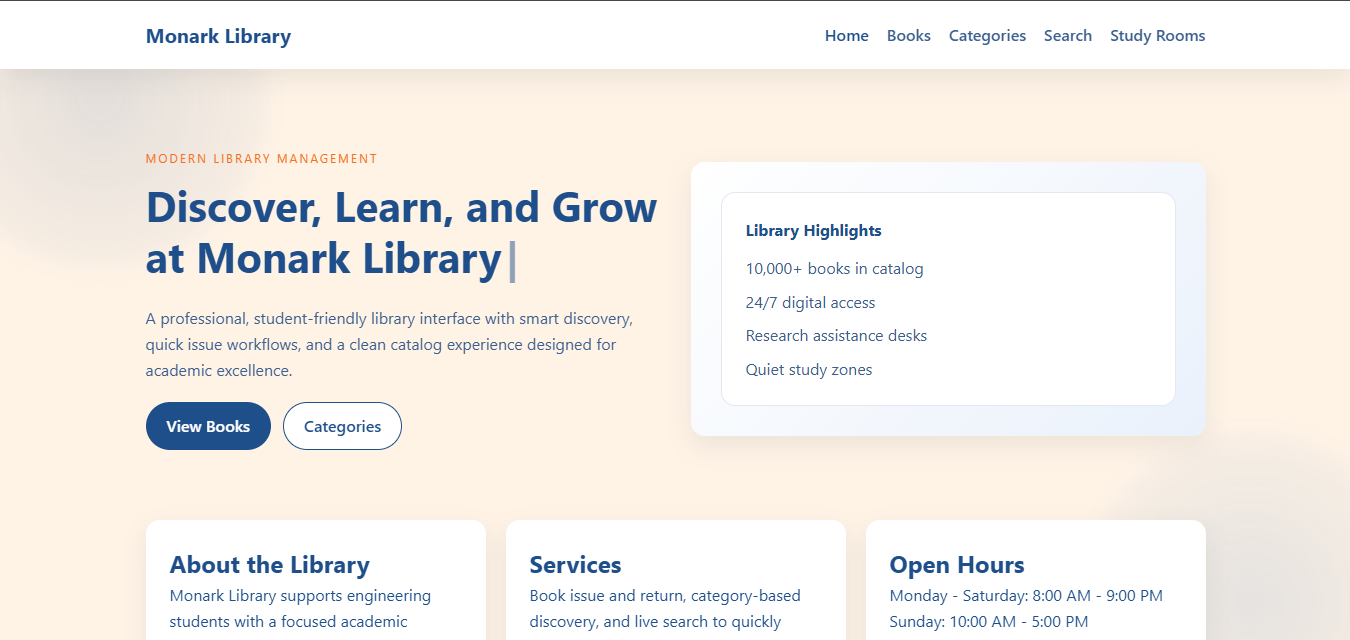 Monark Library
Home Books Categories Search Study Rooms
MODERN LIBRARY MANAGEMENT
Discover, Learn, and Grow
at Monark Library|
A professional, student-friendly library interface with smart discovery,
quick issue workflows, and a clean catalog experience designed for
academic excellence.
View Books Categories
Library Highlights
10,000+ books in catalog
24/7 digital access
Research assistance desks
Quiet study zones
About the Library
Monark Library supports engineering
students with a focused academic
Services
Book issue and return, category-based
discovery, and live search to quickly
Open Hours
Monday - Saturday: 8:00 AM - 9:00 PM
Sunday: 10:00 AM - 5:00 PM